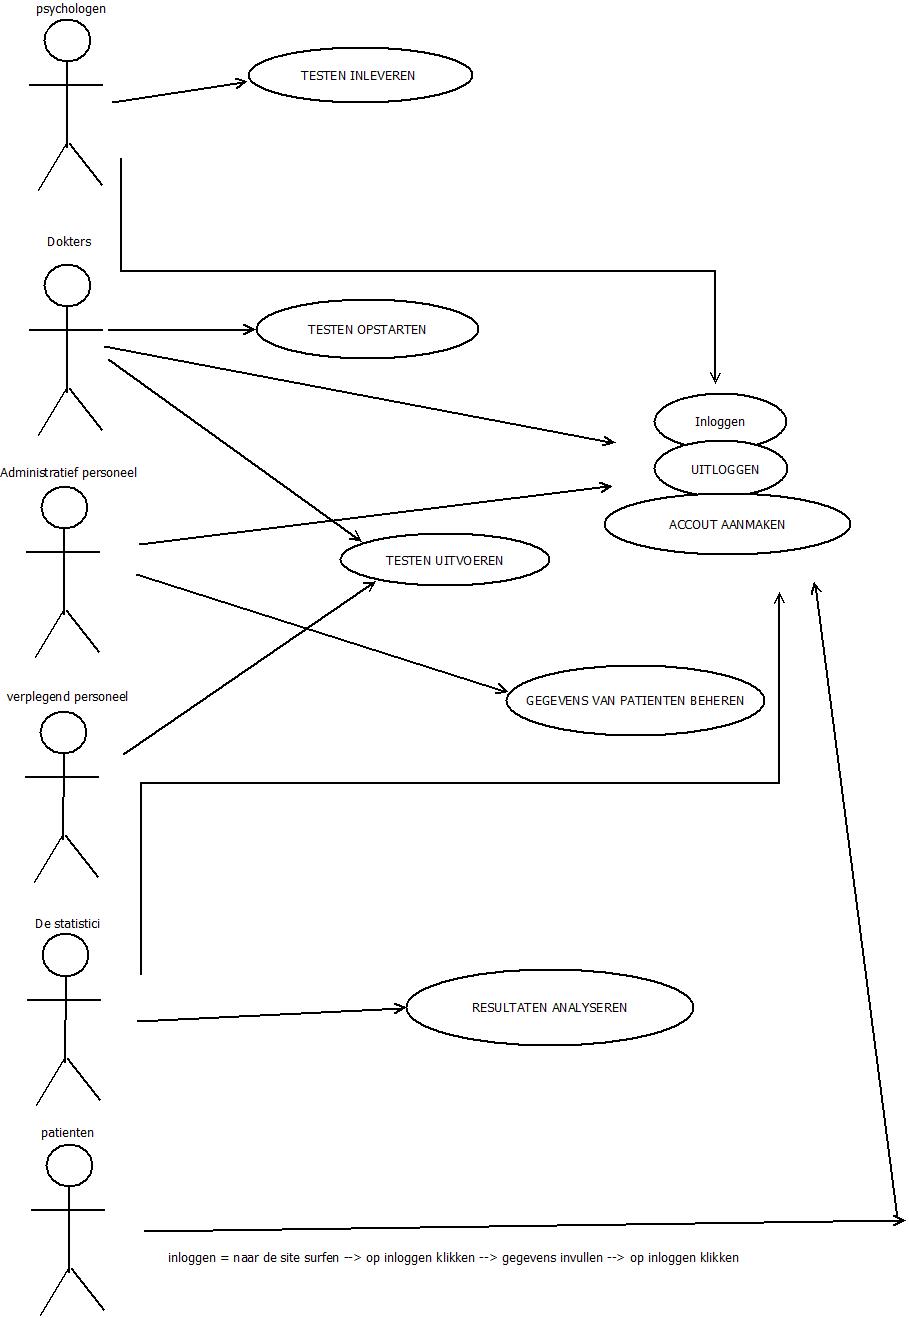 psychologen
TESTEN INLEVEREN
Dokters
TESTEN OPSTARTEN
Inloggen
UITLOGGEN
Administratief personeel
ACCOUT AANMAKEN
TESTEN UITVOEREN
verplegend personeel
GEGEVENS VAN PATIENTEN BEHEREN
De statistici
RESULTATEN ANALYSEREN
patienten
inloggen = naar de site surfen --> op inloggen klikken --> gegevens invullen --> op inloggen klikken